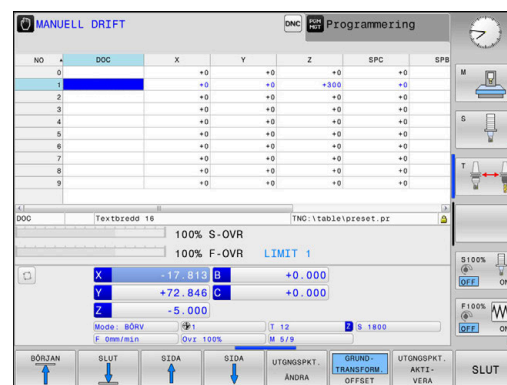 MANUELL DRIFT
DNC
Programmering
NO DOC X Y Z SPC SPB
0 +0 +0 +0 +0
1 +0 +0 +300 +0
2 +0 +0 +0 +0
3 +0 +0 +0 +0
4 +0 +0 +0 +0
5 +0 +0 +0 +0
6 +0 +0 +0 +0
7 +0 +0 +0 +0
8 +0 +0 +0 +0
9 +0 +0 +0 +0
DOC Textbredd 16 TNC:\table\preset.pr
100% S-OVR
100% F-OVR LIMIT 1
X -17.813 B +0.000
Y +72.846 C +0.000
Z -5.000
Mode: BÖRV 1 T 12 Z S 1800
F 0mm/min Ovr 100% M 5/9
M
S
T
S100%
OFF ON
F100%
OFF ON
BÖRJAN
SLUT
SIDA
SIDA
UTGNGSPKT.
ÄNDRA
GRUND-
TRANSFORM.
OFFSET
UTGNGSPKT.
AKTI-
VERA
SLUT